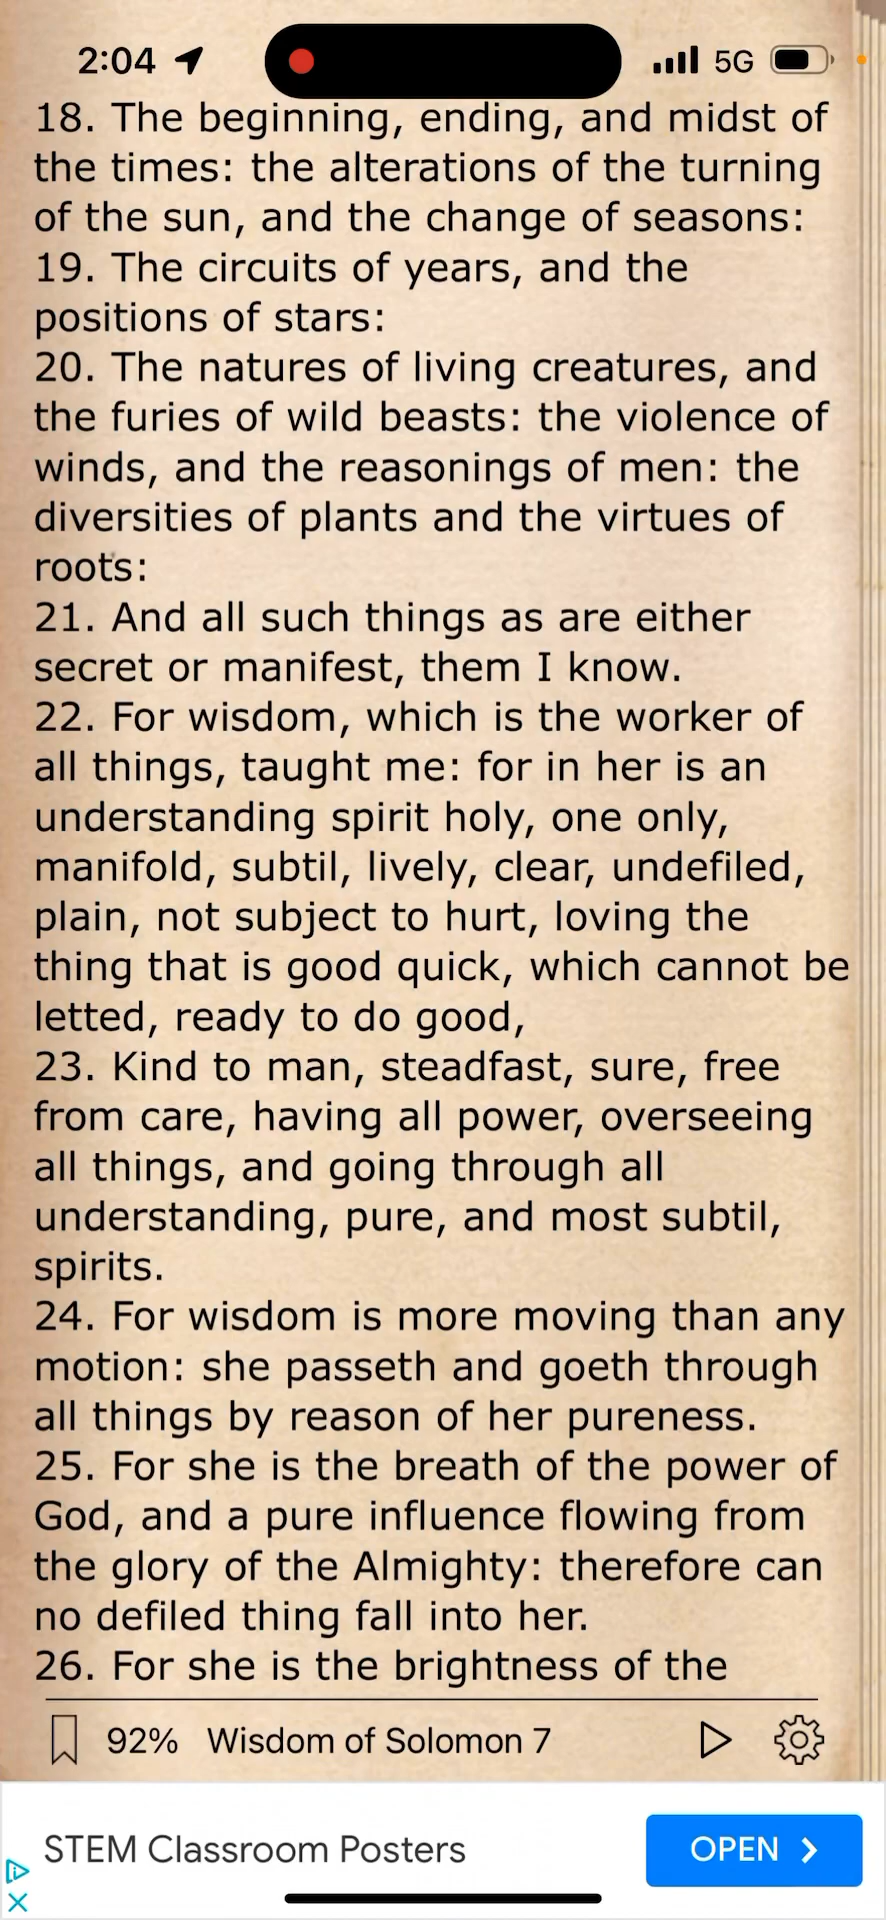 2:04
5G
18. The beginning, ending, and midst of
the times: the alterations of the turning
of the sun, and the change of seasons:
19. The circuits of years, and the
positions of stars:
20. The natures of living creatures, and
the furies of wild beasts: the violence of
winds, and the reasonings of men: the
diversities of plants and the virtues of
roots:
21. And all such things as are either
secret or manifest, them I know.
22. For wisdom, which is the worker of
all things, taught me: for in her is an
understanding spirit holy, one only,
manifold, subtil, lively, clear, undefiled,
plain, not subject to hurt, loving the
thing that is good quick, which cannot be
letted, ready to do good,
23. Kind to man, steadfast, sure, free
from care, having all power, overseeing
all things, and going through all
understanding, pure, and most subtil,
spirits.
24. For wisdom is more moving than any
motion: she passeth and goeth through
all things by reason of her pureness.
25. For she is the breath of the power of
God, and a pure influence flowing from
the glory of the Almighty: therefore can
no defiled thing fall into her.
26. For she is the brightness of the
92% Wisdom of Solomon 7
STEM Classroom Posters
OPEN